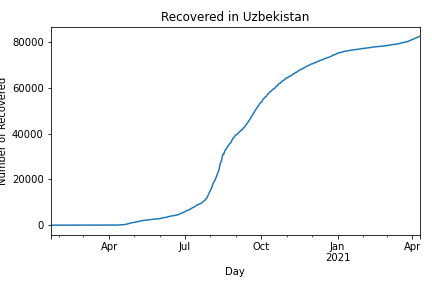 Recovered in Uzbekistan
Number of Recovered
80000
60000
40000
20000
0
Apr
Jul
Oct
Jan
2021
Apr
Day